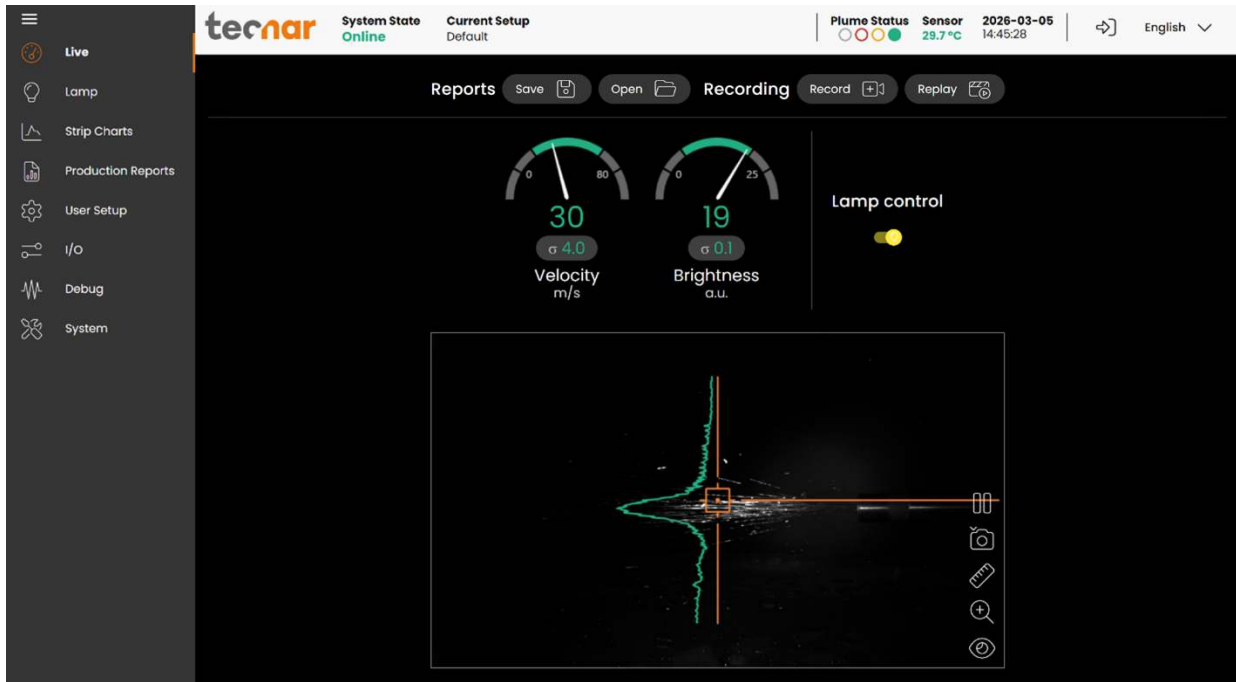 tecnar
System State
Online
Current Setup
Default
Plume Status
Sensor
29.7 °C
2026-03-05
14:45:28
English
Live
Lamp
Strip Charts
Production Reports
User Setup
I/O
Debug
System
Reports Save Open Recording Record Replay
0 80
30
σ 4.0
Velocity
m/s
0 25
19
σ 0.1
Brightness
a.u.
Lamp control